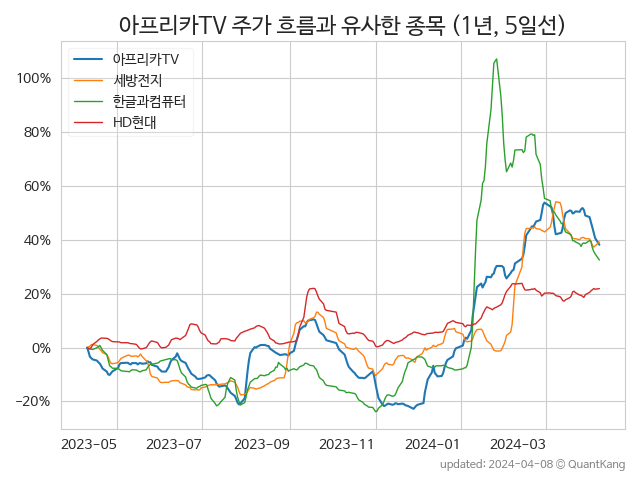 아프리카TV 주가 흐름과 유사한 종목 (1년, 5일선)
아프리카TV
세방전지
한글과컴퓨터
HD현대
100%
80%
60%
40%
20%
0%
−20%
2023-05 2023-07 2023-09 2023-11 2024-01 2024-03
updated: 2024-04-08 © QuantKang